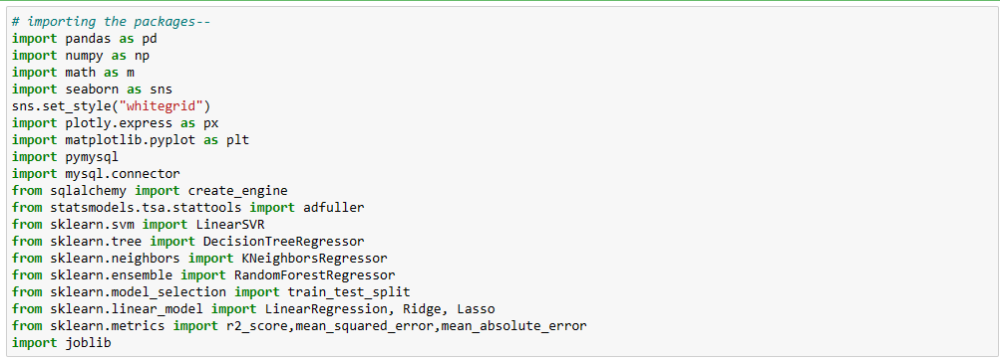 # importing the packages--
import pandas as pd
import numpy as np
import math as m
import seaborn as sns
sns.set_style("whitegrid")
import plotly.express as px
import matplotlib.pyplot as plt
import pymysql
import mysql.connector
from sqlalchemy import create_engine
from statsmodels.tsa.stattools import adfuller
from sklearn.svm import LinearSVR
from sklearn.tree import DecisionTreeRegressor
from sklearn.neighbors import KNeighborsRegressor
from sklearn.ensemble import RandomForestRegressor
from sklearn.model_selection import train_test_split
from sklearn.linear_model import LinearRegression, Ridge, Lasso
from sklearn.metrics import r2_score,mean_squared_error,mean_absolute_error
import joblib